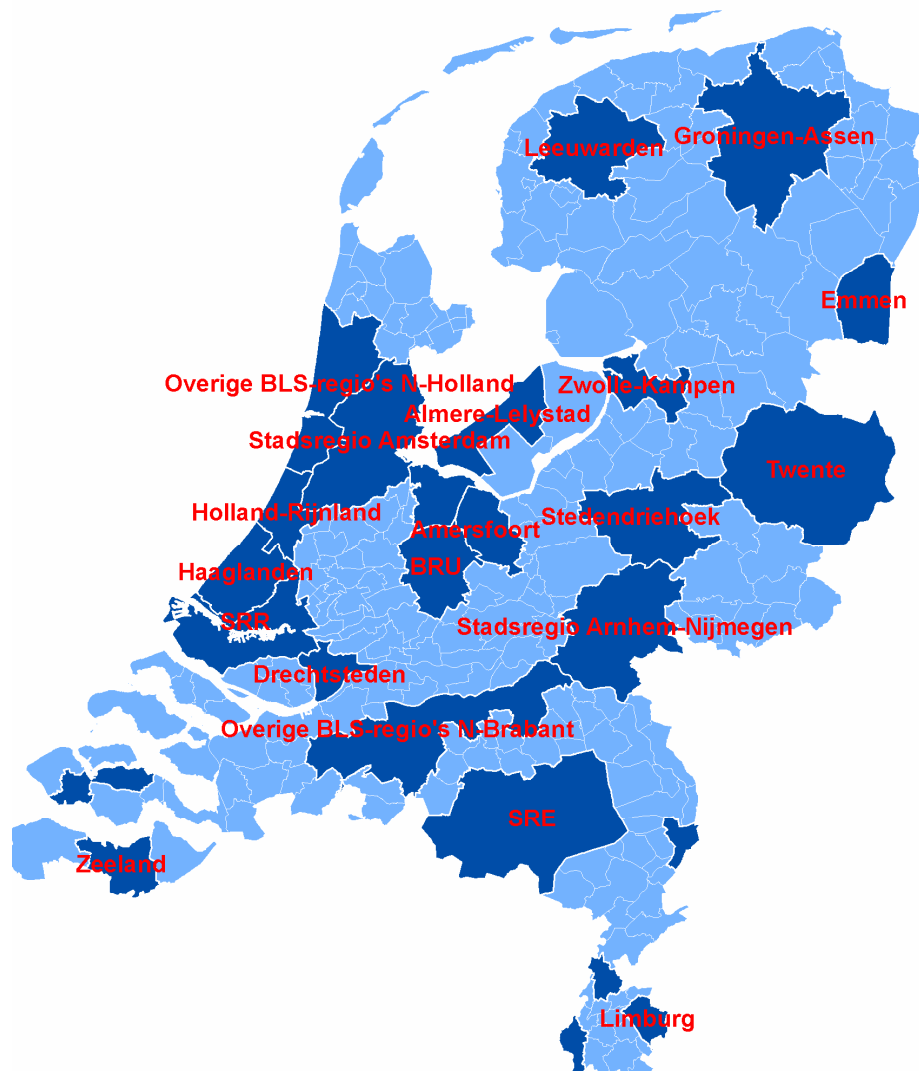 Groningen-Assen
Leeuwarden
Emmen
Overige BLS-regio's N-Holland
Zwolle-Kampen
Almere-Lelystad
Stadsregio Amsterdam
Twente
Holland-Rijnland
Stedendriehoek
Amersfoort
BRU
Haaglanden
SRR
Stadsregio Arnhem-Nijmegen
Drechtsteden
Overige BLS-regio's N-Brabant
SRE
Zeeland
Limburg